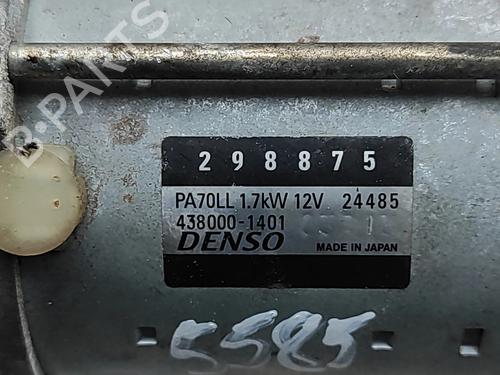 B-PARTS
298875
PA70LL 1.7kW 12V 24485
438000-1401
DENSO MADE IN JAPAN
5585